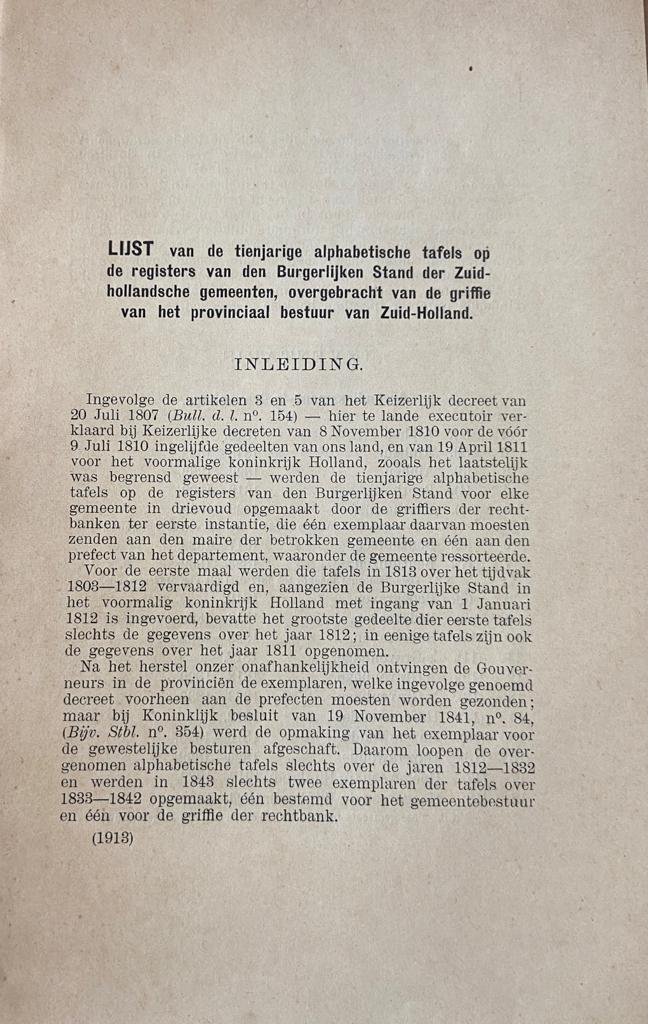 LIJST van de tienjarige alphabetische tafels op
de registers van den Burgerlijken Stand der Zuid-
hollandsche gemeenten, overgebracht van de griffie
van het provinciaal bestuur van Zuid-Holland.
INLEIDING.
Ingevolge de artikelen 3 en 5 van het Keizerlijk decreet van
20 Juli 1807 (Bull. d. l. nº. 154) — hier te lande executoir ver-
klaard bij Keizerlijke decreten van 8 November 1810 voor de vóór
9 Juli 1810 ingelijfde gedeelten van ons land, en van 19 April 1811
voor het voormalige koninkrijk Holland, zooals het laatstelijk
was begrensd geweest — werden de tienjarige alphabetische
tafels op de registers van den Burgerlijken Stand voor elke
gemeente in drievoud opgemaakt door de griffiers der recht-
banken ter eerste instantie, die één exemplaar daarvan moesten
zenden aan den maire der betrokken gemeente en één aan den
prefect van het departement, waaronder de gemeente ressorteerde.
Voor de eerste maal werden die tafels in 1813 over het tijdvak
1803—1812 vervaardigd en, aangezien de Burgerlijke Stand in
het voormalig koninkrijk Holland met ingang van 1 Januari
1812 is ingevoerd, bevatte het grootste gedeelte dier eerste tafels
slechts de gegevens over het jaar 1812; in eenige tafels zijn ook
de gegevens over het jaar 1811 opgenomen.
Na het herstel onzer onafhankelijkheid ontvingen de Gouver-
neurs in de provinciën de exemplaren, welke ingevolge genoemd
decreet voorheen aan de prefecten moesten worden gezonden;
maar bij Koninklijk besluit van 19 November 1841, nº. 84,
(Bijv. Stbl. nº. 354) werd de opmaking van het exemplaar voor
de gewestelijke besturen afgeschaft. Daarom loopen de over-
genomen alphabetische tafels slechts over de jaren 1812—1832
en werden in 1843 slechts twee exemplaren der tafels over
1833—1842 opgemaakt, één bestemd voor het gemeentebestuur
en één voor de griffie der rechtbank.
(1913)